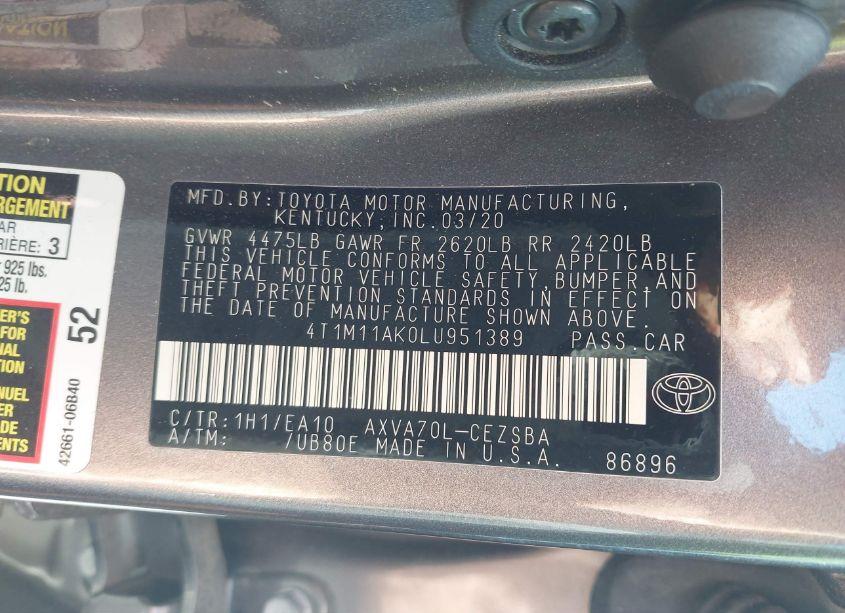 MFD.BY:TOYOTA MOTOR MANUFACTURING,
KENTUCKY,INC.03/20
GVWR 4475LB GAWR FR 2620LB RR 2420LB
THIS VEHICLE CONFORMS TO ALL APPLICABLE
FEDERAL MOTOR VEHICLE SAFETY,BUMPER,AND
THEFT PREVENTION STANDARDS IN EFFECT ON
THE DATE OF MANUFACTURE SHOWN ABOVE.
4T1M11AK0LU951389 PASS.CAR
C/TR:1H1/EA10 AXVA70L-CEZSBA
A/TM: /UB80E MADE IN U.S.A. 86896
RIÈRE: 3
925 lbs.
25 lb.
52
42661-06B40